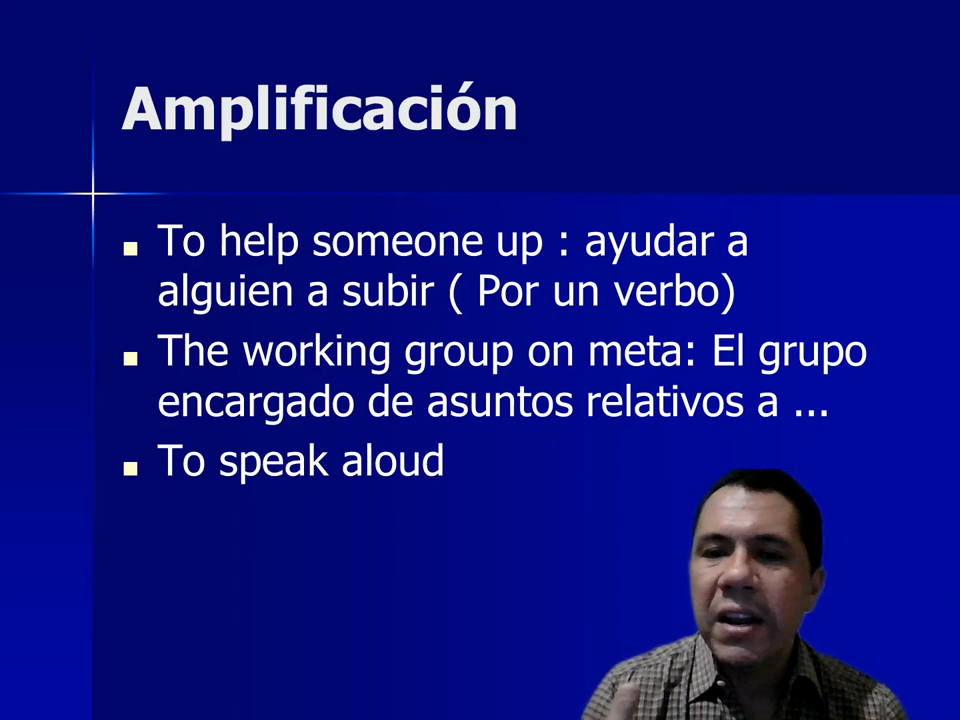 Amplificación
To help someone up : ayudar a
alguien a subir ( Por un verbo)
The working group on meta: El grupo
encargado de asuntos relativos a ...
To speak aloud